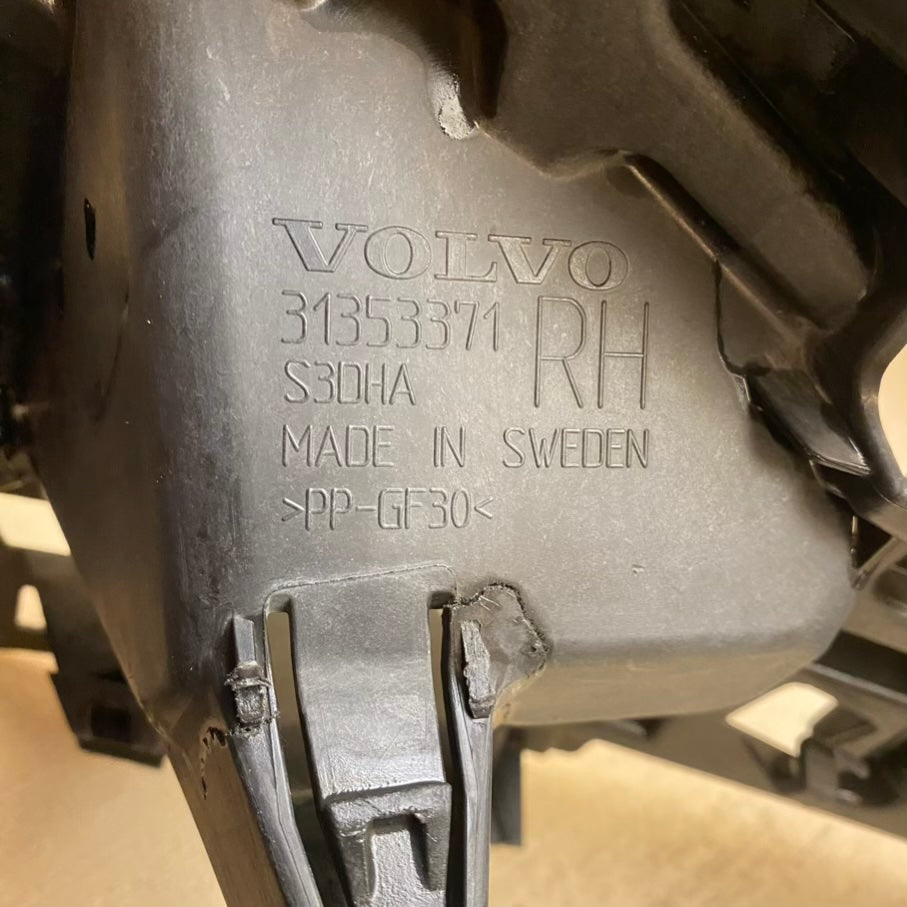 VOLVO
31353371 RH
S3DHA
MADE IN SWEDEN
>PP-GF30<